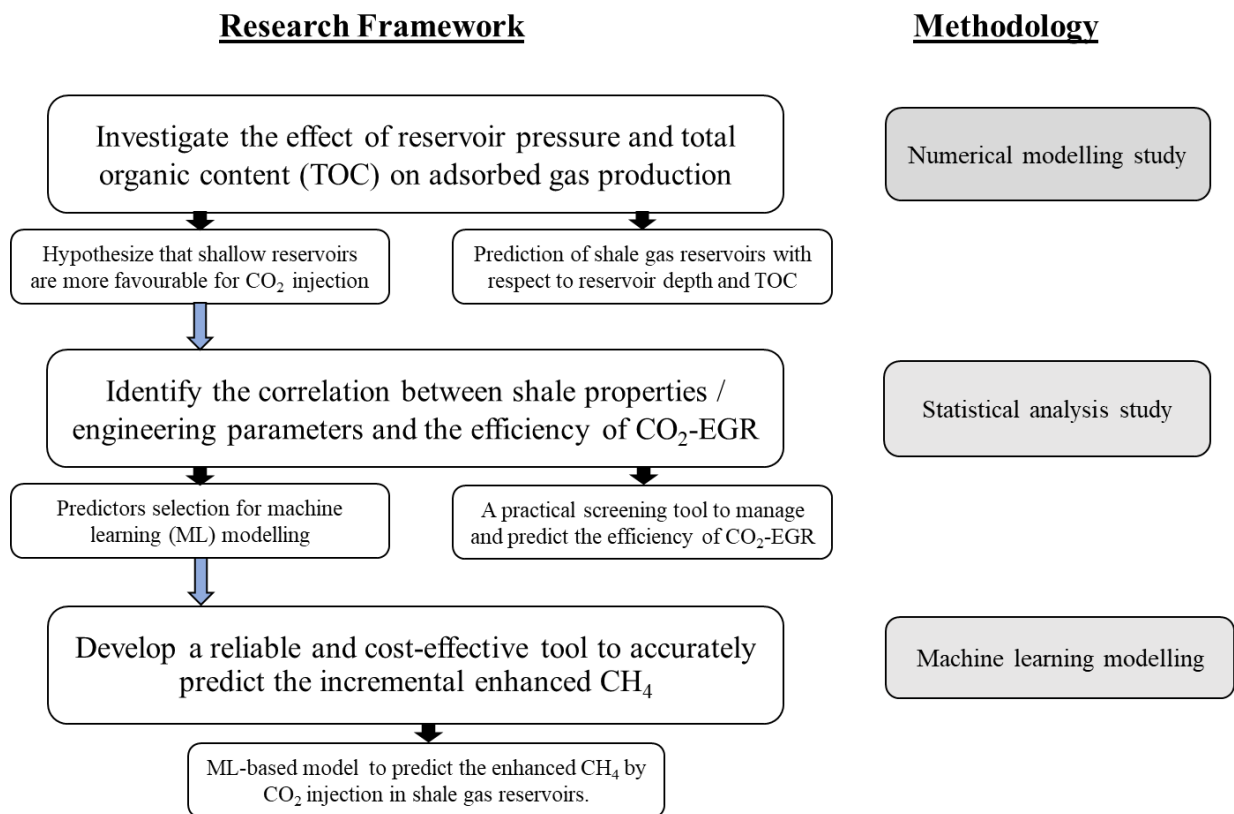 Research Framework
Methodology
Investigate the effect of reservoir pressure and total
organic content (TOC) on adsorbed gas production
Numerical modelling study
Hypothesize that shallow reservoirs
are more favourable for CO₂ injection
Prediction of shale gas reservoirs with
respect to reservoir depth and TOC
Identify the correlation between shale properties /
engineering parameters and the efficiency of CO₂-EGR
Statistical analysis study
Predictors selection for machine
learning (ML) modelling
A practical screening tool to manage
and predict the efficiency of CO₂-EGR
Develop a reliable and cost-effective tool to accurately
predict the incremental enhanced CH₄
Machine learning modelling
ML-based model to predict the enhanced CH₄ by
CO₂ injection in shale gas reservoirs.